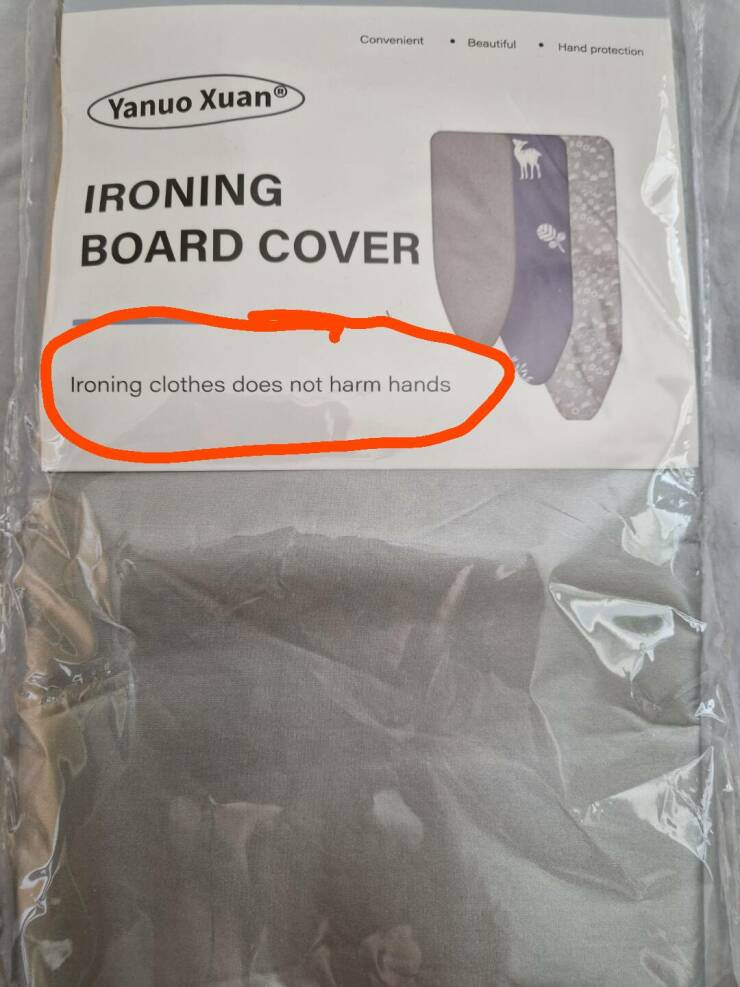 Convenient • Beautiful • Hand protection
Yanuo Xuan®
IRONING
BOARD COVER
Ironing clothes does not harm hands